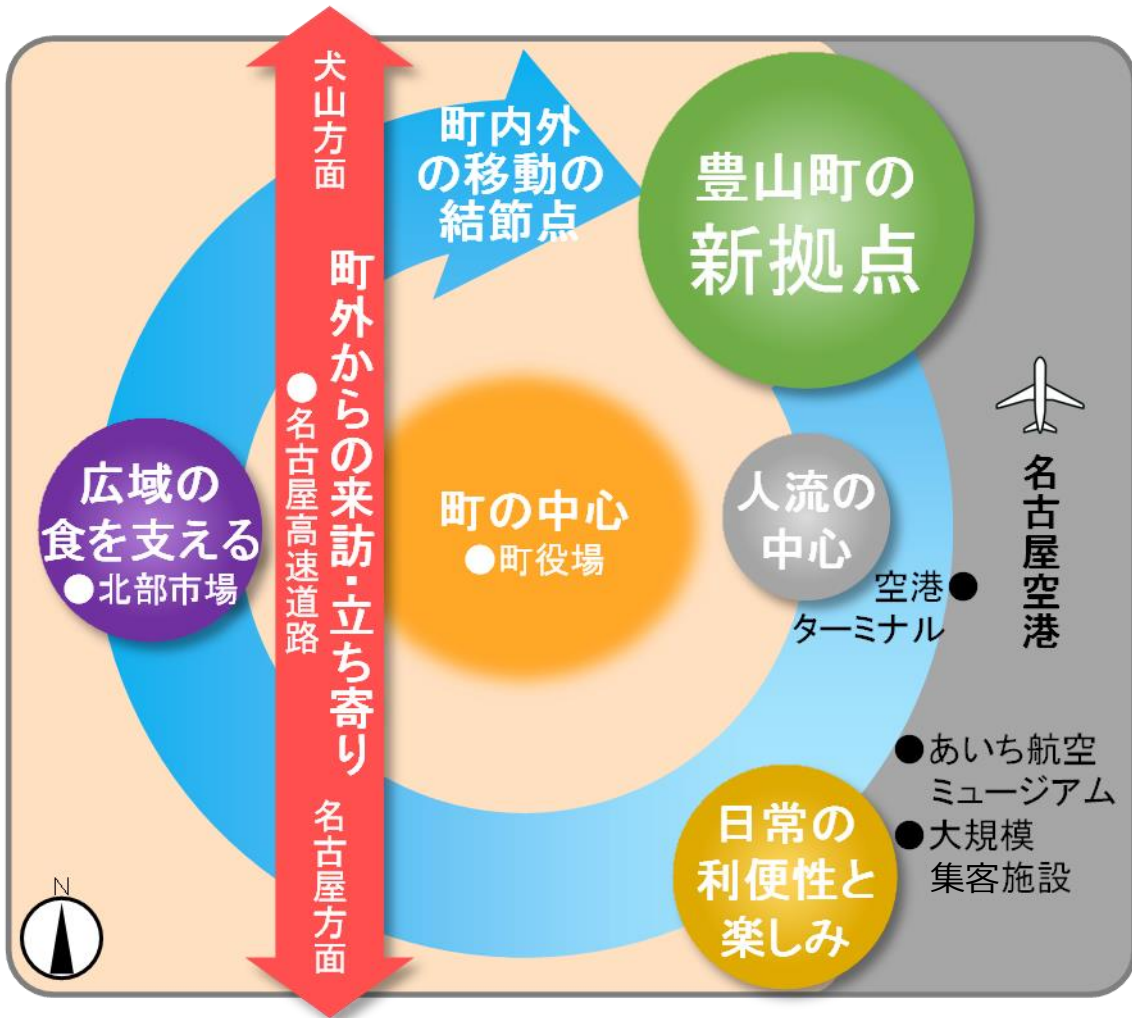 犬山方面
町内外
の移動の
結節点
豊山町の
新拠点
町外からの来訪・立ち寄り
●名古屋高速道路
名古屋方面
広域の
食を支える
●北部市場
町の中心
●町役場
人流の
中心
空港●
ターミナル
名古屋空港
●あいち航空
ミュージアム
●大規模
集客施設
日常の
利便性と
楽しみ
N